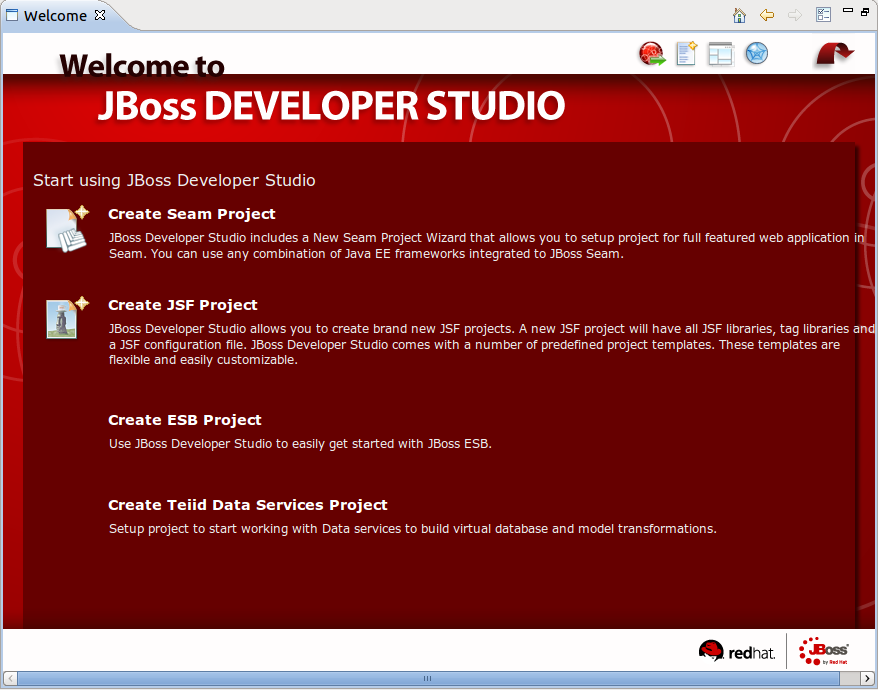 Welcome
Welcome to
JBoss DEVELOPER STUDIO
Start using JBoss Developer Studio
Create Seam Project
JBoss Developer Studio includes a New Seam Project Wizard that allows you to setup project for full featured web application in
Seam. You can use any combination of Java EE frameworks integrated to JBoss Seam.
Create JSF Project
JBoss Developer Studio allows you to create brand new JSF projects. A new JSF project will have all JSF libraries, tag libraries and
a JSF configuration file. JBoss Developer Studio comes with a number of predefined project templates. These templates are
flexible and easily customizable.
Create ESB Project
Use JBoss Developer Studio to easily get started with JBoss ESB.
Create Teiid Data Services Project
Setup project to start working with Data services to build virtual database and model transformations.
redhat.
JBoss
by Red Hat